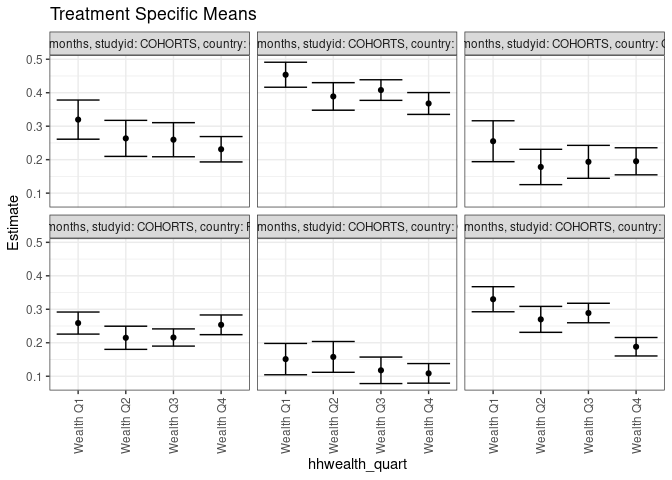 Treatment Specific Means
months, studyid: COHORTS, country:
months, studyid: COHORTS, country:
months, studyid: COHORTS, country:
0.5
0.4
0.3
0.2
0.1
months, studyid: COHORTS, country:
months, studyid: COHORTS, country:
months, studyid: COHORTS, country:
0.5
0.4
0.3
0.2
0.1
Estimate
Wealth Q1
Wealth Q2
Wealth Q3
Wealth Q4
Wealth Q1
Wealth Q2
Wealth Q3
Wealth Q4
Wealth Q1
Wealth Q2
Wealth Q3
Wealth Q4
hhwealth_quart